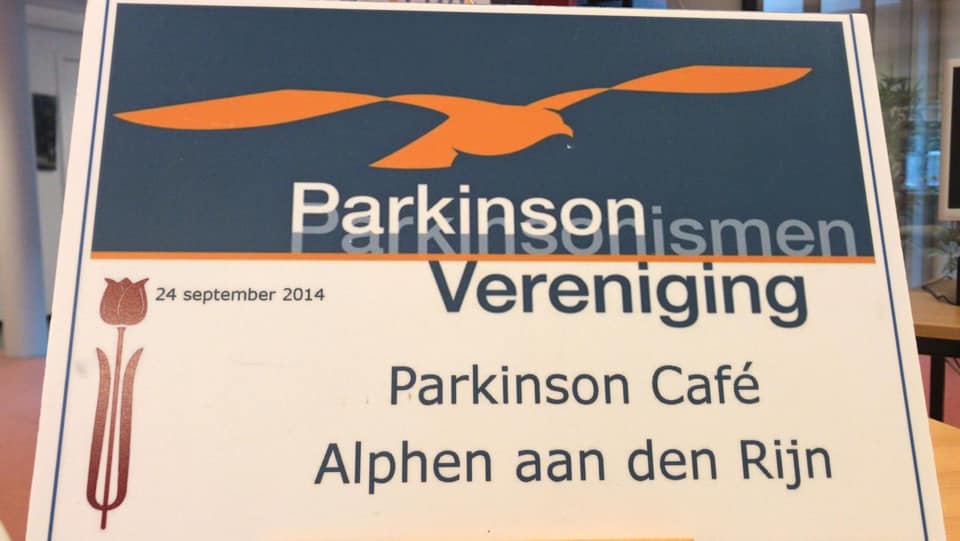 Parkinson
Parkinsonismen
Vereniging
24 september 2014
Parkinson Café
Alphen aan den Rijn